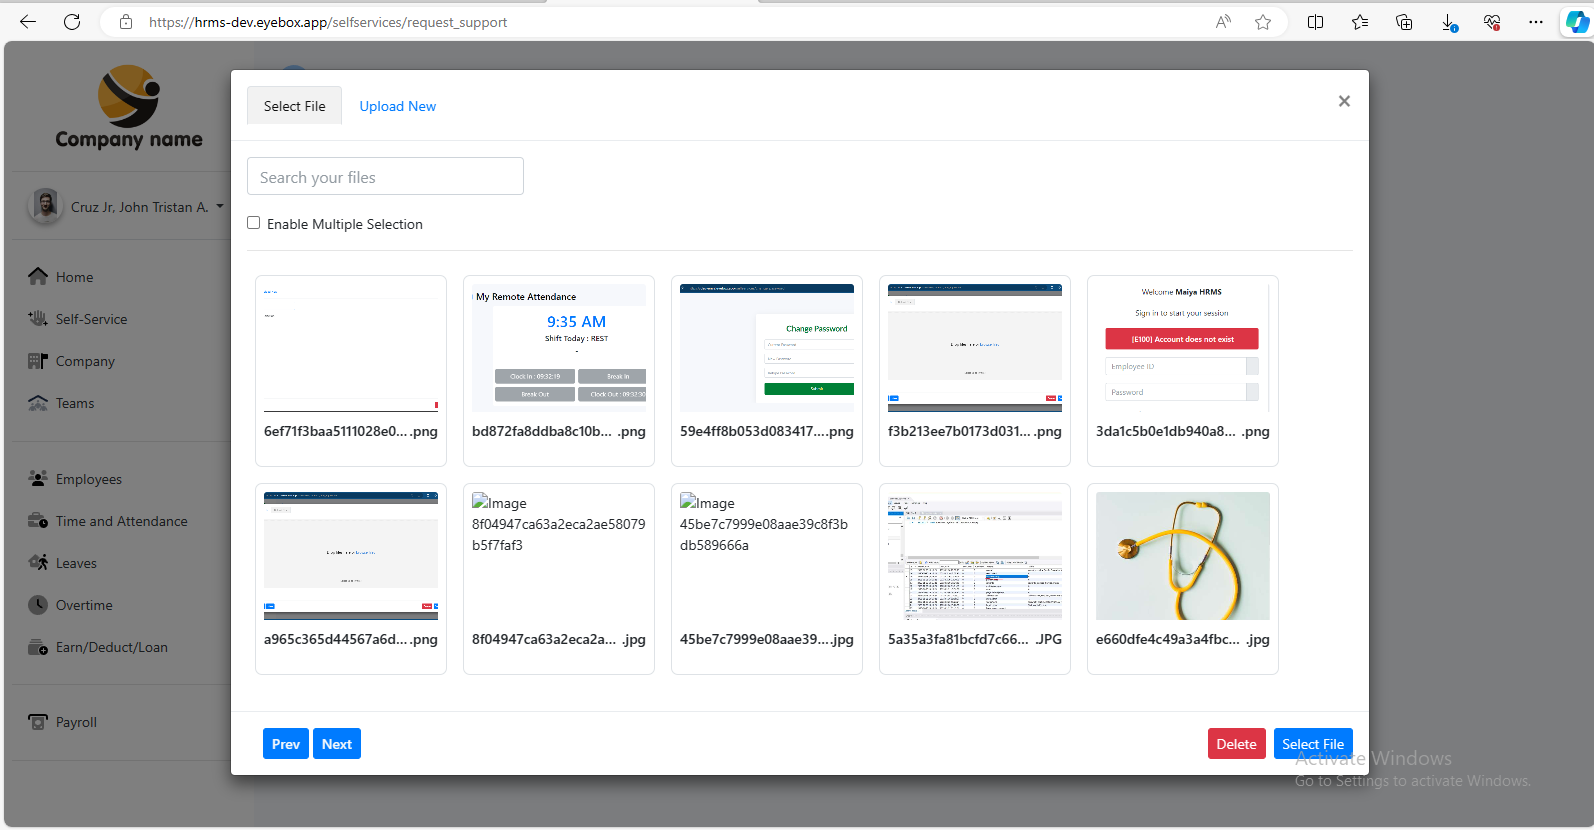 https://hrms-dev.eyebox.app/selfservices/request_support
Company name
Cruz Jr, John Tristan A.
Home
Self-Service
Company
Teams
Employees
Time and Attendance
Leaves
Overtime
Earn/Deduct/Loan
Payroll
Select File
Upload New
×
Search your files
Enable Multiple Selection
My Remote Attendance
9:35 AM
Shift Today : REST
-
Clock In : 09:32:19
Break In
Break Out
Clock Out : 09:32:30
Change Password
Submit
Welcome Maiya HRMS
Sign in to start your session
[E100] Account does not exist
Employee ID
Password
6ef71f3baa5111028e0... .png
bd872fa8ddba8c10b... .png
59e4ff8b053d083417... .png
f3b213ee7b0173d031... .png
3da1c5b0e1db940a8... .png
Image
8f04947ca63a2eca2ae58079
b5f7faf3
Image
45be7c7999e08aae39c8f3b
db589666a
a965c365d44567a6d... .png
8f04947ca63a2eca2a... .jpg
45be7c7999e08aae39... .jpg
5a35a3fa81bcfd7c66... .JPG
e660dfe4c49a3a4fbc... .jpg
Prev
Next
Delete
Select File
Activate Windows
Go to Settings to activate Windows.